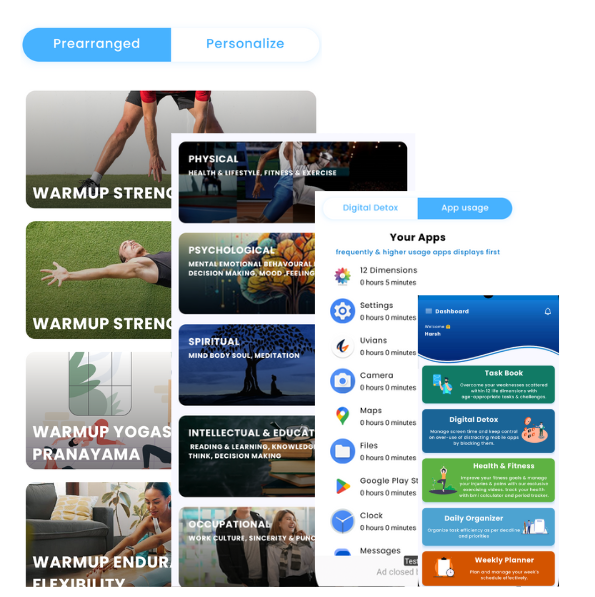 Prearranged
Personalize
WARMUP STRENG
WARMUP STRENG
WARMUP YOGAS
PRANAYAMA
WARMUP ENDURA
FLEXIBILITY
PHYSICAL
HEALTH & LIFESTYLE, FITNESS & EXERCISE
PSYCHOLOGICAL
MENTAL EMOTIONAL BEHAVOURAL
DECISION MAKING, MOOD ,FEELING
SPIRITUAL
MIND BODY SOUL, MEDITATION
INTELLECTUAL & EDUCAT
READING & LEARNING, KNOWLEDG
THINK, DECISION MAKING
OCCUPATIONAL
WORK CULTURE, SINCERITY & PUNC
Digital Detox
App usage
Your Apps
frequently & higher usage apps displays first
12 Dimensions
0 hours 5 minutes
Settings
0 hours 0 minutes
Uvians
0 hours 0 minutes
Camera
0 hours 0 minutes
Maps
0 hours 0 minutes
Files
0 hours 0 minutes
Google Play St
0 hours 0 minutes
Clock
0 hours 0 minutes
Messages
Test
Ad closed
Dashboard
Welcome
Harsh
Task Book
Overcome your weaknesses scattered
within 12 life dimensions with
age-appropriate tasks & challenges
Digital Detox
Manage screen time and keep control
on over-use of distracting mobile apps
by blocking them.
Health & Fitness
Improve your fitness goals & manage
your injuries & pains with our exclusive
exercising videos. track your health
with bmi calculator and period tracker.
Daily Organizer
Organize task efficiency as per deadline
and priorities
Weekly Planner
Plan and manage your week's
schedule effectively.